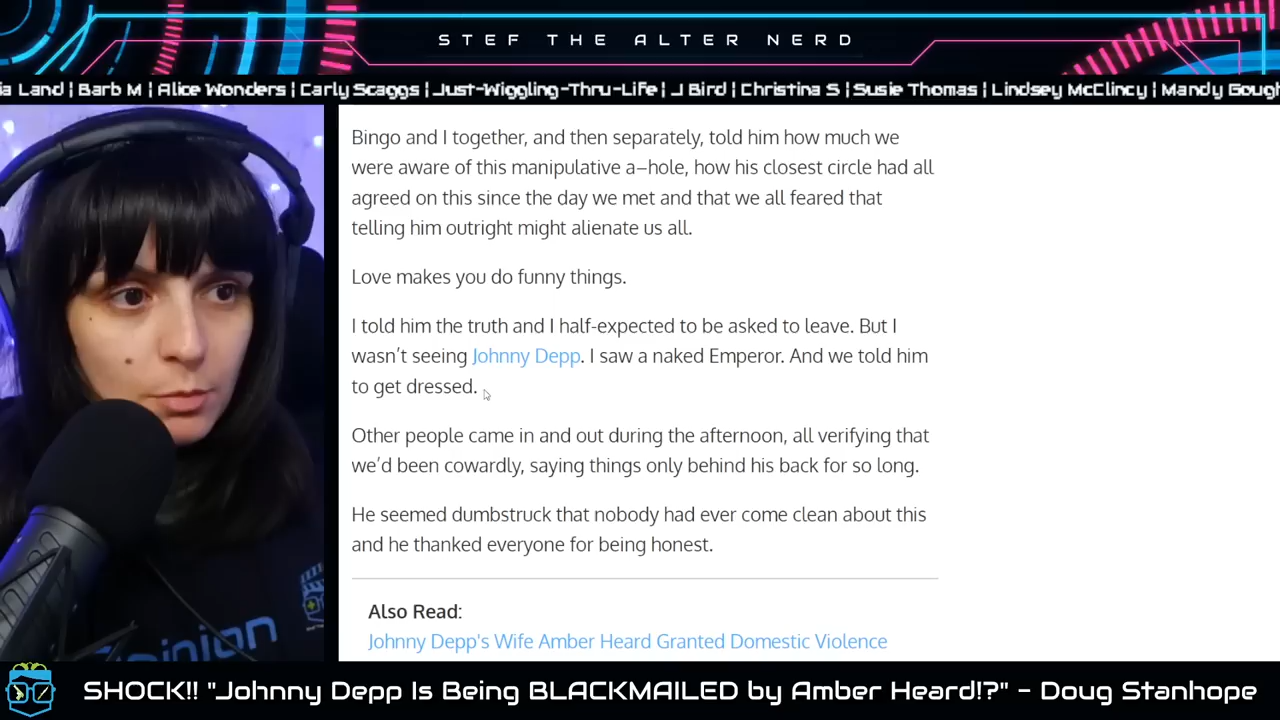 STEF THE ALTER NERD
ia Land | Barb M | Alice Wonders | Carly Scaggs | Just-Wiggling-Thru-Life | J Bird | Christina S | Susie Thomas | Lindsey McClincy | Mandy Gough
Bingo and I together, and then separately, told him how much we
were aware of this manipulative a–hole, how his closest circle had all
agreed on this since the day we met and that we all feared that
telling him outright might alienate us all.
Love makes you do funny things.
I told him the truth and I half-expected to be asked to leave. But I
wasn't seeing Johnny Depp. I saw a naked Emperor. And we told him
to get dressed.
Other people came in and out during the afternoon, all verifying that
we'd been cowardly, saying things only behind his back for so long.
He seemed dumbstruck that nobody had ever come clean about this
and he thanked everyone for being honest.
Also Read:
Johnny Depp's Wife Amber Heard Granted Domestic Violence
SHOCK!! "Johnny Depp Is Being BLACKMAILED by Amber Heard!?" - Doug Stanhope